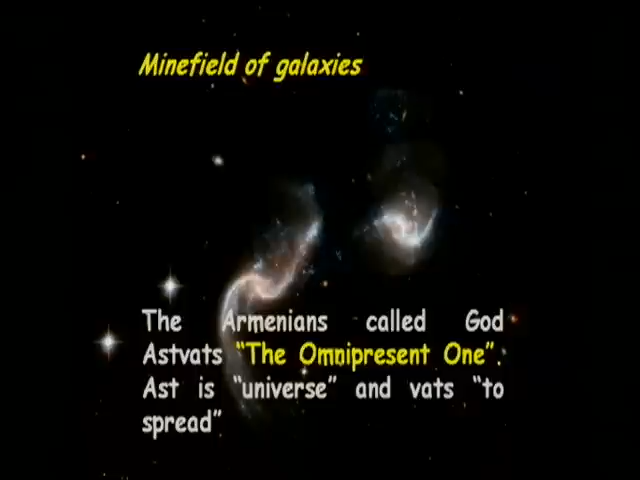 Minefield of galaxies
The Armenians called God
Astvats “The Omnipresent One”.
Ast is “universe” and vats “to
spread”